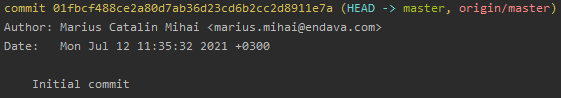 commit 01fbcf488ce2a80d7ab36d23cd6b2cc2d8911e7a (HEAD -> master, origin/master)
Author: Marius Catalin Mihai <marius.mihai@endava.com>
Date:   Mon Jul 12 11:35:32 2021 +0300
    Initial commit